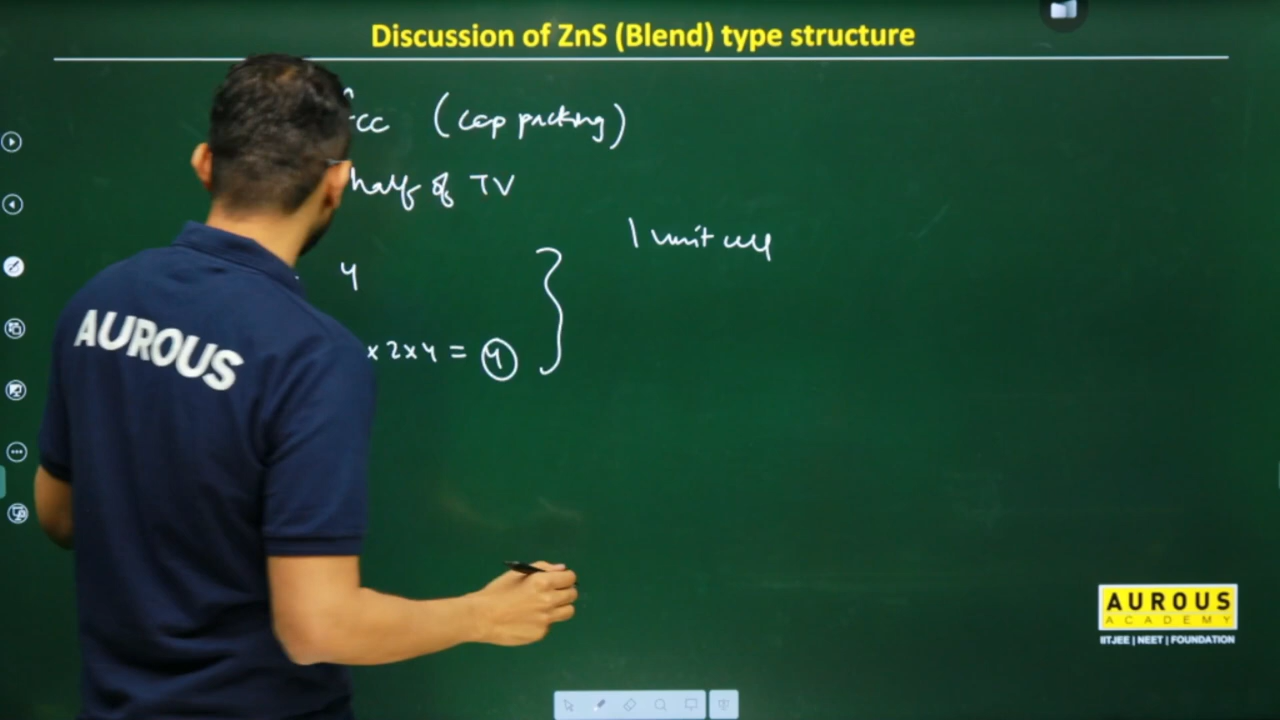 Discussion of ZnS (Blend) type structure
fcc (ccp packing)
half of TV
1 unit cell
4
x 2 x 4 = 4
AUROUS
AUROUS
ACADEMY
IITJEE | NEET | FOUNDATION